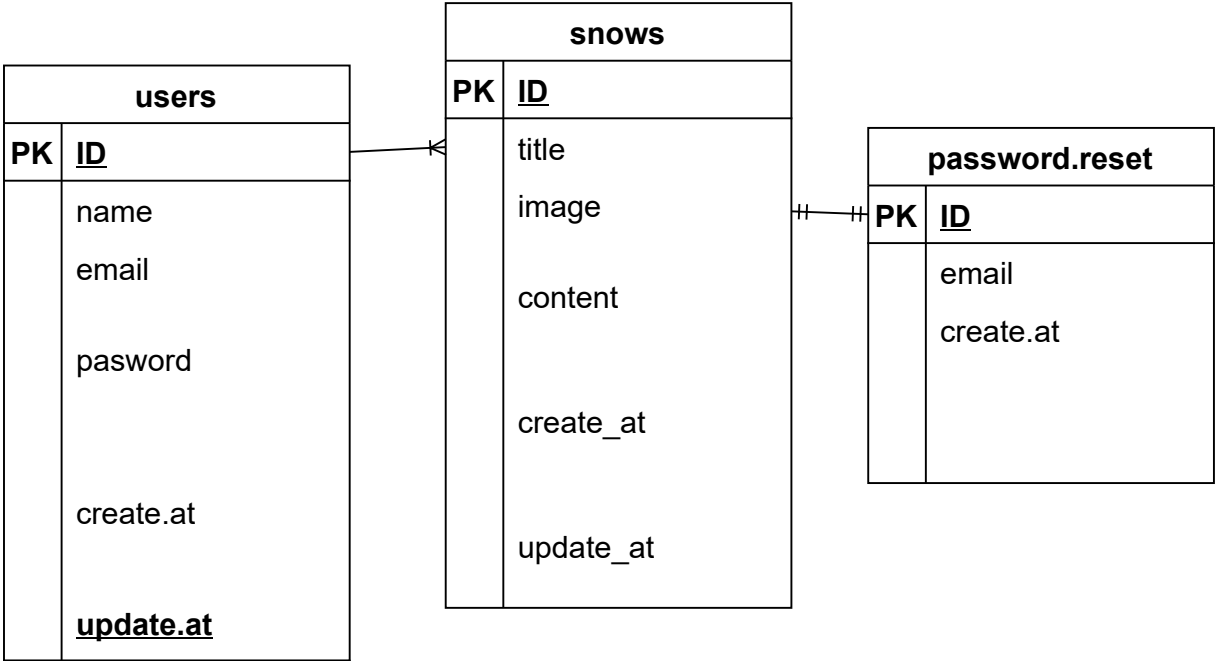 users
PK ID
name
email
pasword
create.at
update.at
snows
PK ID
title
image
content
create_at
update_at
password.reset
PK ID
email
create.at